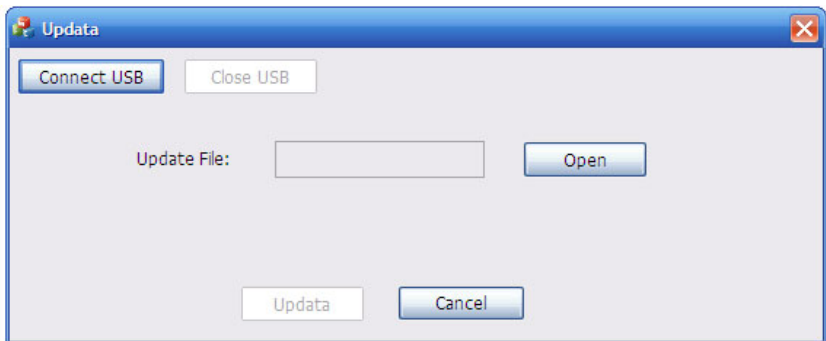 Updata
Connect USB Close USB
Update File: Open
Updata Cancel